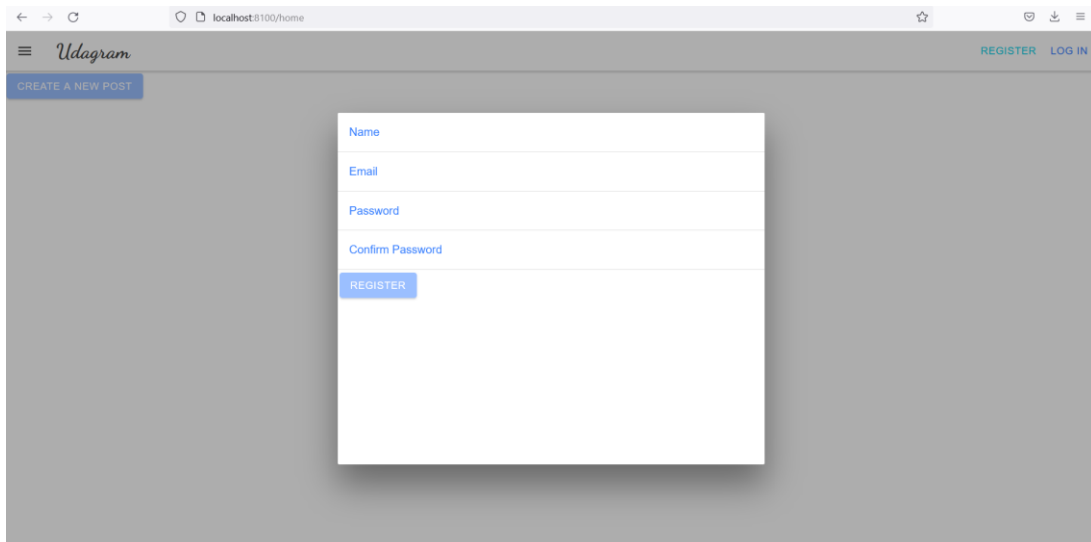 localhost:8100/home
Udagram
REGISTER LOG IN
CREATE A NEW POST
Name
Email
Password
Confirm Password
REGISTER